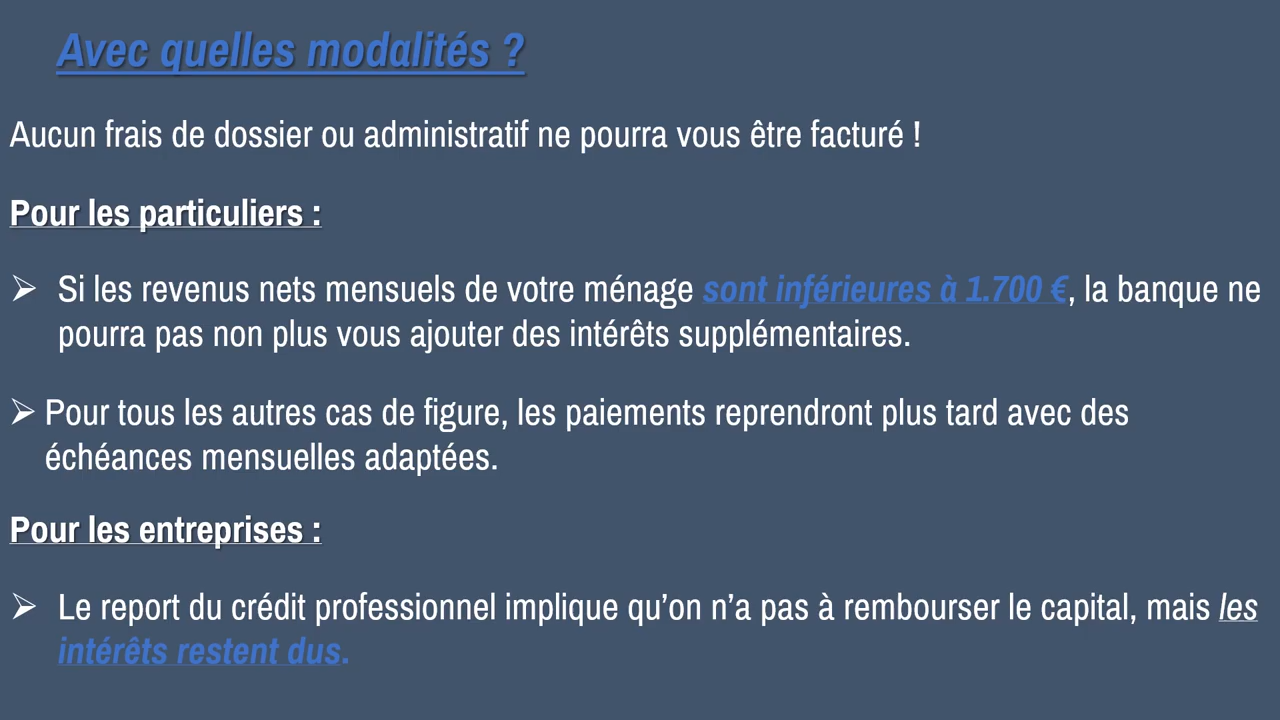 Avec quelles modalités ?
Aucun frais de dossier ou administratif ne pourra vous être facturé !
Pour les particuliers :
➢ Si les revenus nets mensuels de votre ménage sont inférieures à 1.700 €, la banque ne
pourra pas non plus vous ajouter des intérêts supplémentaires.
➢ Pour tous les autres cas de figure, les paiements reprendront plus tard avec des
échéances mensuelles adaptées.
Pour les entreprises :
➢ Le report du crédit professionnel implique qu’on n’a pas à rembourser le capital, mais les
intérêts restent dus.